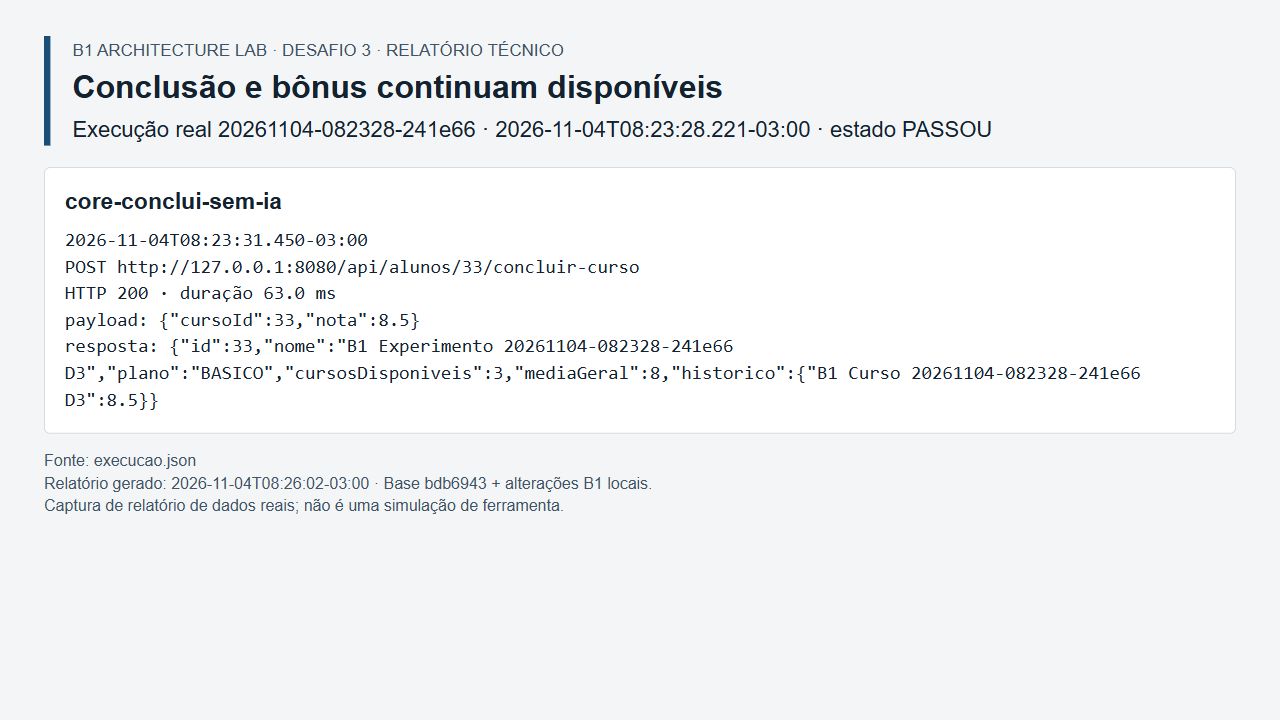 B1 ARCHITECTURE LAB · DESAFIO 3 · RELATÓRIO TÉCNICO
Conclusão e bônus continuam disponíveis
Execução real 20261104-082328-241e66 · 2026-11-04T08:23:28.221-03:00 · estado PASSOU
core-conclui-sem-ia
2026-11-04T08:23:31.450-03:00
POST http://127.0.0.1:8080/api/alunos/33/concluir-curso
HTTP 200 · duração 63.0 ms
payload: {"cursoId":33,"nota":8.5}
resposta: {"id":33,"nome":"B1 Experimento 20261104-082328-241e66
D3","plano":"BASICO","cursosDisponiveis":3,"mediaGeral":8,"historico":{"B1 Curso 20261104-082328-241e66
D3":8.5}}
Fonte: execucao.json
Relatório gerado: 2026-11-04T08:26:02-03:00 · Base bdb6943 + alterações B1 locais.
Captura de relatório de dados reais; não é uma simulação de ferramenta.